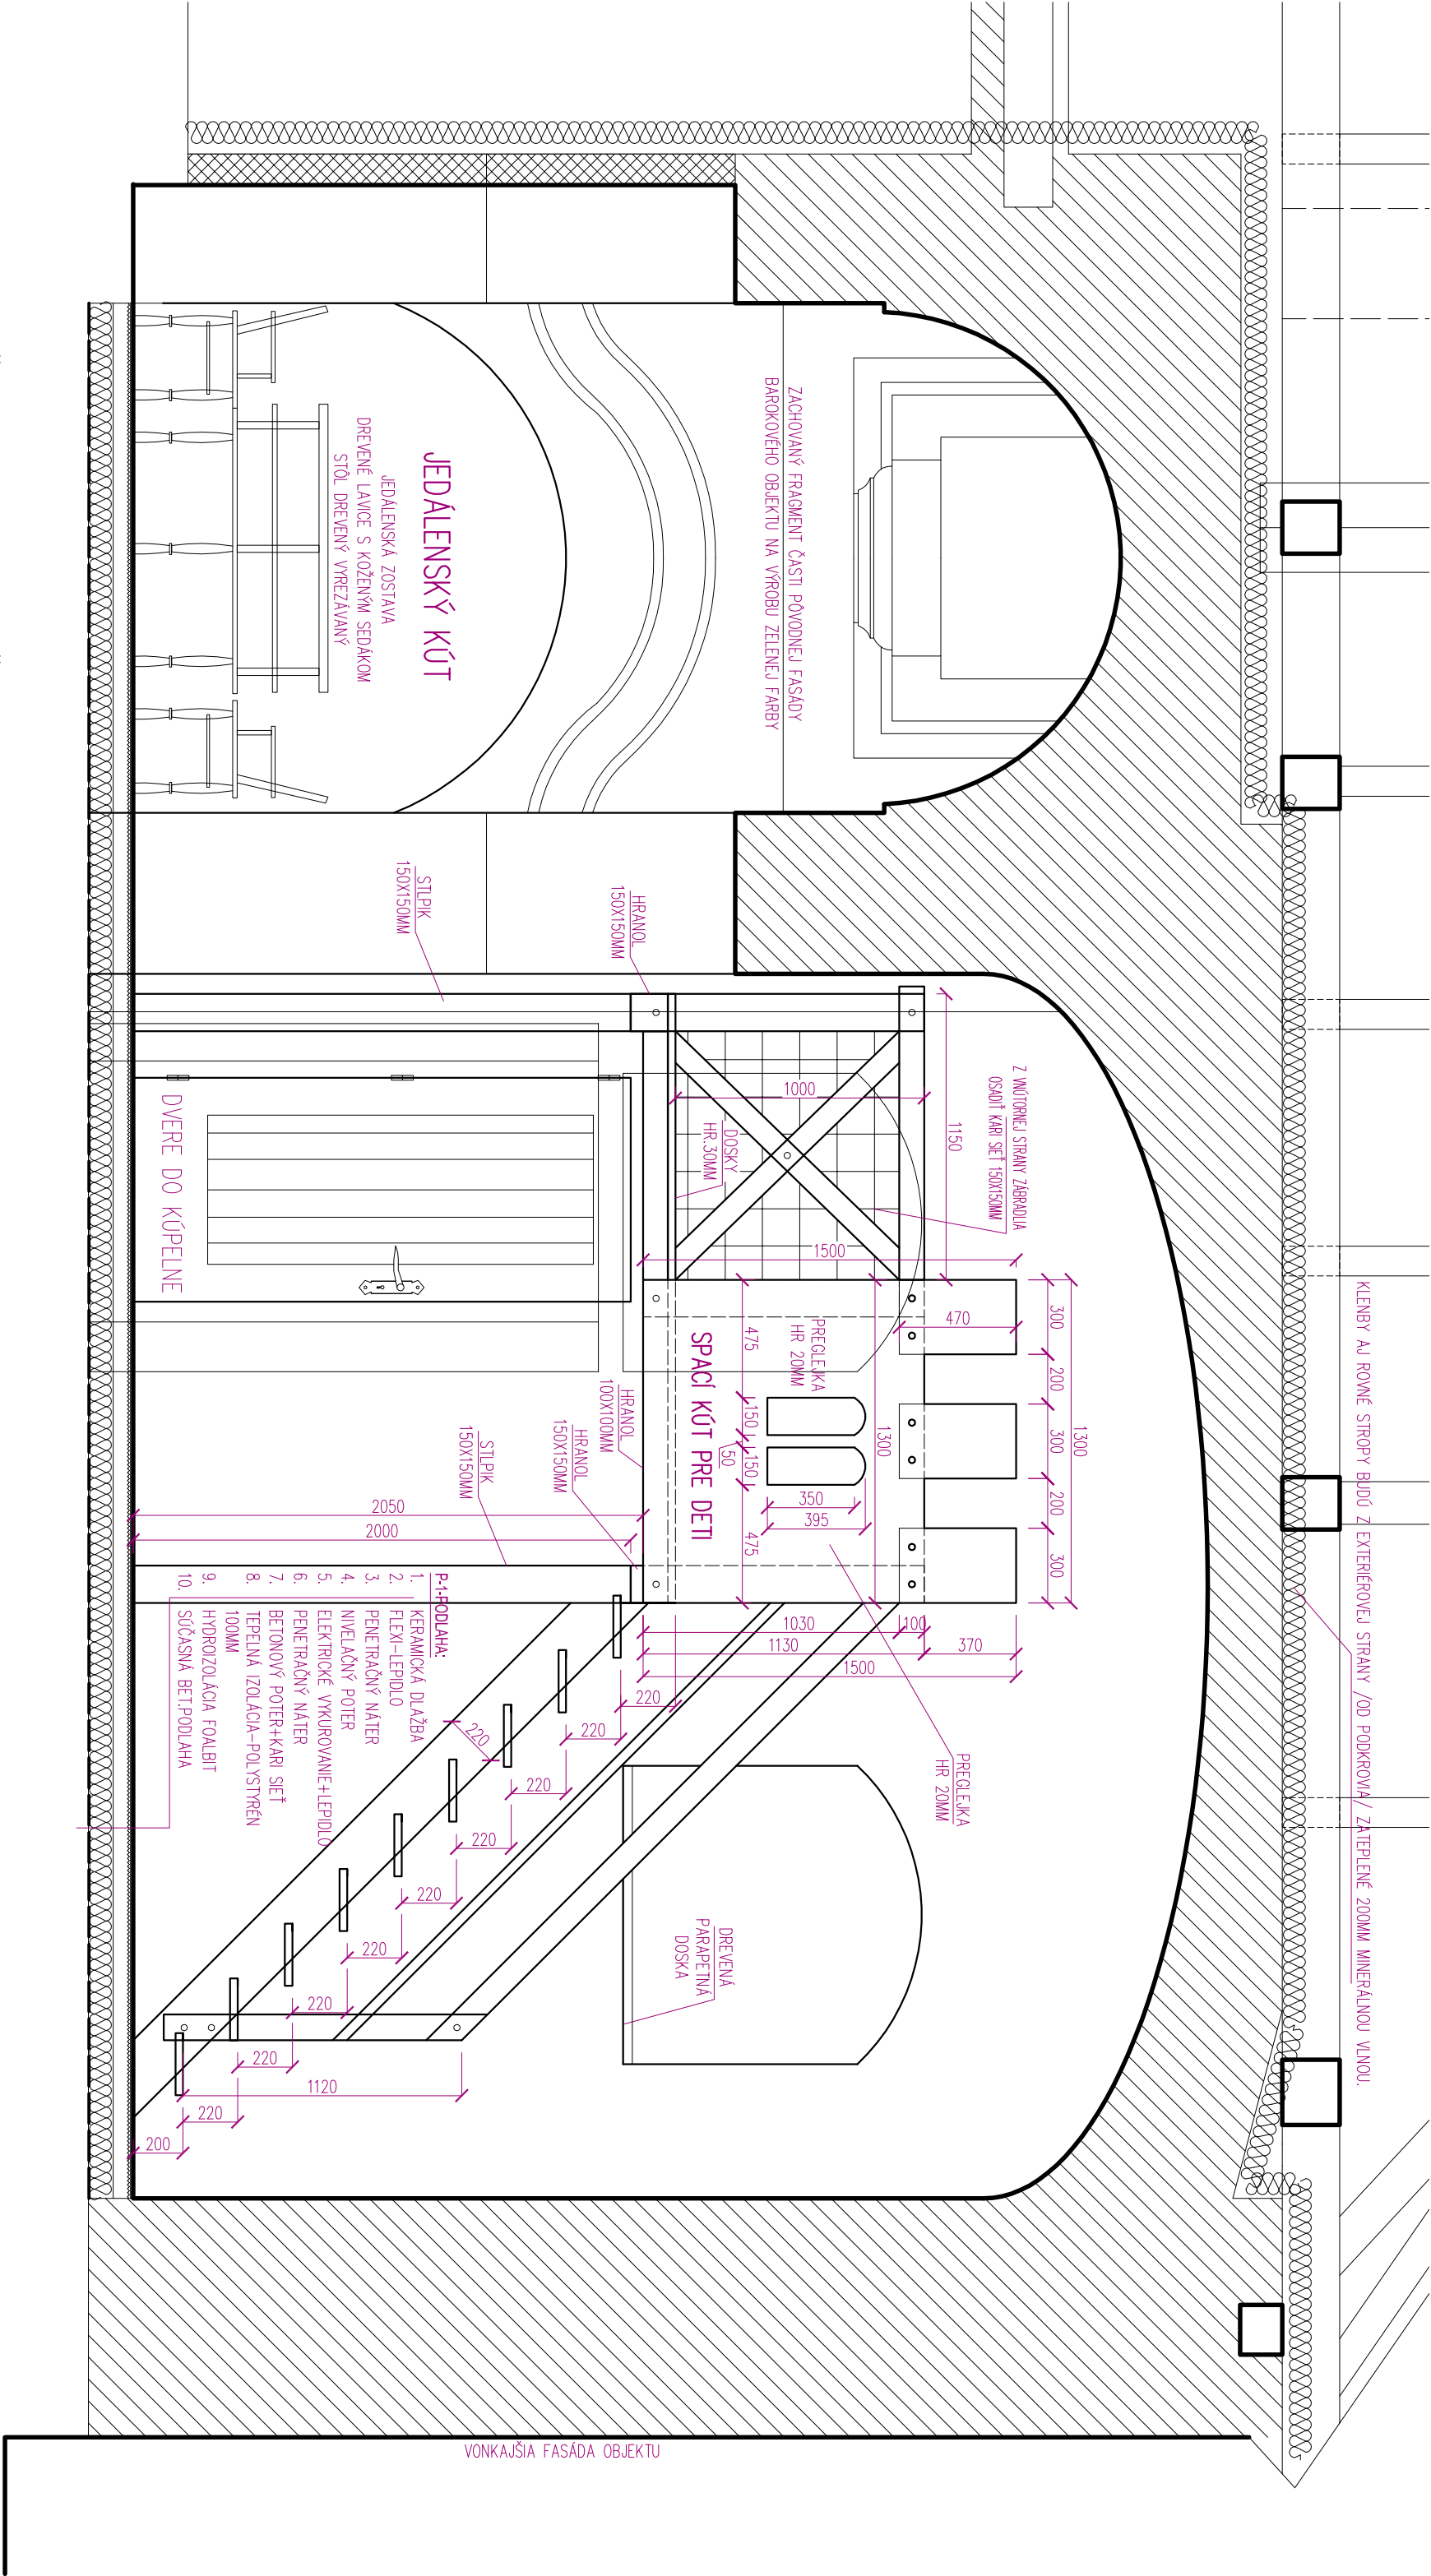 KLENBY AJ ROVNÉ STROPY BUDÚ Z EXTERIÉROVEJ STRANY /OD PODKROVIA/ ZATEPLENÉ 200MM MINERÁLNOU VLNOU.
ZACHOVANÝ FRAGMENT ČASTI PÔVODNEJ FASÁDY
BAROKOVÉHO OBJEKTU NA VÝROBU ZELENEJ FARBY
JEDÁLENSKÝ KÚT
JEDÁLENSKÁ ZOSTAVA
DREVENÉ LAVICE S KOŽENÝM SEDÁKOM
STÔL DREVENÝ VYREZÁVANÝ
STLPIK
150X150MM
HRANOL
150X150MM
Z VNÚTORNEJ STRANY ZÁBRADLIA
OSADIŤ KARI SIEŤ 150X150MM
1150
1000
DOSKY
HR.30MM
DVERE DO KÚPELNE
1500
1300
300
200
300
200
300
470
1300
PREGLEJKA
HR 20MM
475
150
50
150
475
350
395
SPACÍ KÚT PRE DETI
HRANOL
100X100MM
HRANOL
150X150MM
STLPIK
150X150MM
2050
2000
1030
100
1130
370
1500
PREGLEJKA
HR 20MM
220
220
220
220
220
220
220
220
220
220
1120
200
DREVENÁ
PARAPETNÁ
DOSKA
P-1-PODLAHA:
1. KERAMICKÁ DLAŽBA
2. FLEXI-LEPIDLO
3. PENETRAČNÝ NÁTER
4. NIVELAČNÝ POTER
5. ELEKTRICKÉ VYKUROVANIE+LEPIDLO
6. PENETRAČNÝ NÁTER
7. BETONOVÝ POTER+KARI SIEŤ
8. TEPELNÁ IZOLÁCIA-POLYSTYRÉN
100MM
9. HYDROIZOLÁCIA FOALBIT
10. SÚČASNÁ BET.PODLAHA
VONKAJŠIA FASÁDA OBJEKTU